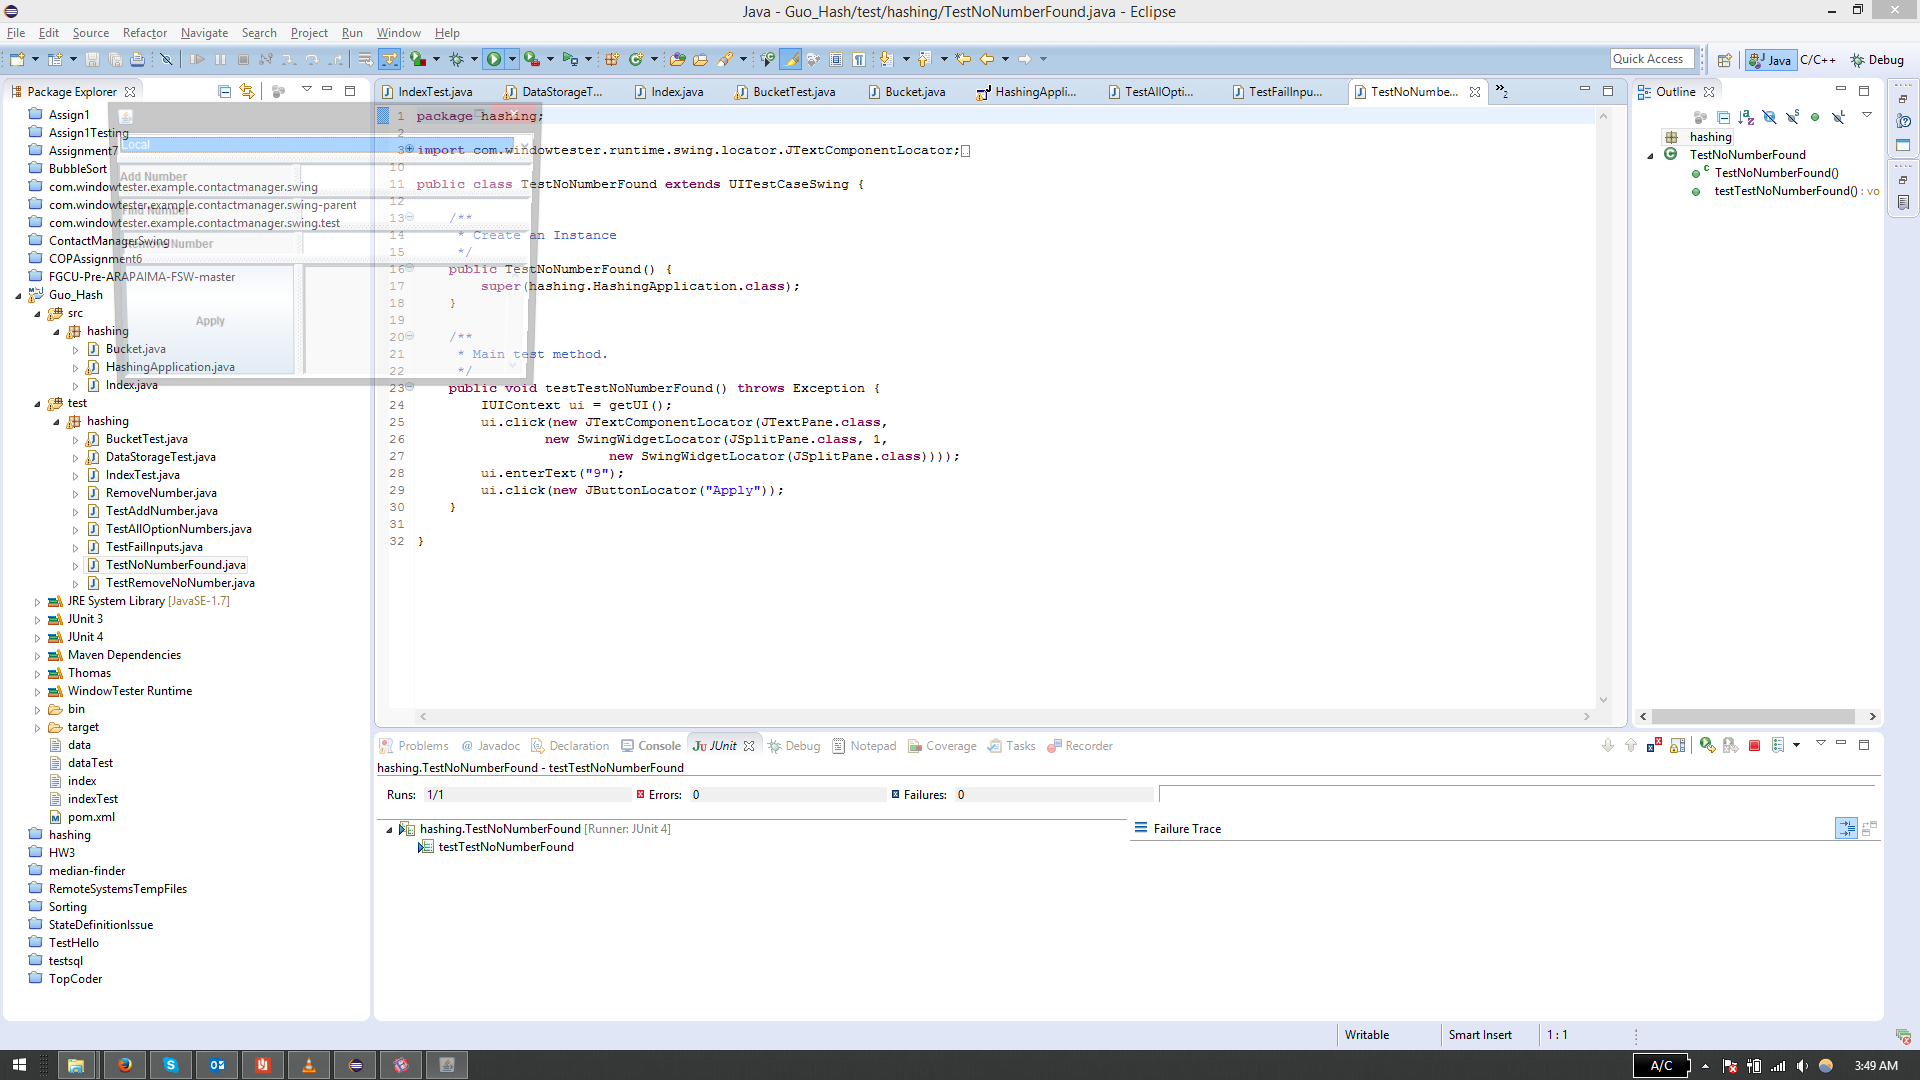 Java - Guo_Hash/test/hashing/TestNoNumberFound.java - Eclipse
File Edit Source Refactor Navigate Search Project Run Window Help
Quick Access Java C/C++ Debug
Package Explorer
Assign1
Assign1Testing
Assignment7
BubbleSort
com.windowtester.example.contactmanager.swing
com.windowtester.example.contactmanager.swing-parent
com.windowtester.example.contactmanager.swing.test
ContactManagerSwing
COPAssignment6
FGCU-Pre-ARAPAIMA-FSW-master
Guo_Hash
src
hashing
Bucket.java
HashingApplication.java
Index.java
test
hashing
BucketTest.java
DataStorageTest.java
IndexTest.java
RemoveNumber.java
TestAddNumber.java
TestAllOptionNumbers.java
TestFailInputs.java
TestNoNumberFound.java
TestRemoveNoNumber.java
JRE System Library [JavaSE-1.7]
JUnit 3
JUnit 4
Maven Dependencies
Thomas
WindowTester Runtime
bin
target
data
dataTest
index
indexTest
pom.xml
hashing
HW3
median-finder
RemoteSystemsTempFiles
Sorting
StateDefinitionIssue
TestHello
testsql
TopCoder
Local
Add Number
Find Number
Remove Number
Apply
IndexTest.java DataStorageT... Index.java BucketTest.java Bucket.java HashingAppli... TestAllOpti... TestFailInpu... TestNoNumbe... »2
1 package hashing;
2
3 import com.windowtester.runtime.swing.locator.JTextComponentLocator;
10
11 public class TestNoNumberFound extends UITestCaseSwing {
12
13 /**
14 * Create an Instance
15 */
16 public TestNoNumberFound() {
17 super(hashing.HashingApplication.class);
18 }
19
20 /**
21 * Main test method.
22 */
23 public void testTestNoNumberFound() throws Exception {
24 IUIContext ui = getUI();
25 ui.click(new JTextComponentLocator(JTextPane.class,
26 new SwingWidgetLocator(JSplitPane.class, 1,
27 new SwingWidgetLocator(JSplitPane.class))));
28 ui.enterText("9");
29 ui.click(new JButtonLocator("Apply"));
30 }
31
32 }
Outline
hashing
TestNoNumberFound
TestNoNumberFound()
testTestNoNumberFound() : vo
Problems Javadoc Declaration Console JUnit Debug Notepad Coverage Tasks Recorder
hashing.TestNoNumberFound - testTestNoNumberFound
Runs: 1/1 Errors: 0 Failures: 0
hashing.TestNoNumberFound [Runner: JUnit 4]
testTestNoNumberFound
Failure Trace
Writable Smart Insert 1 : 1
A/C 3:49 AM